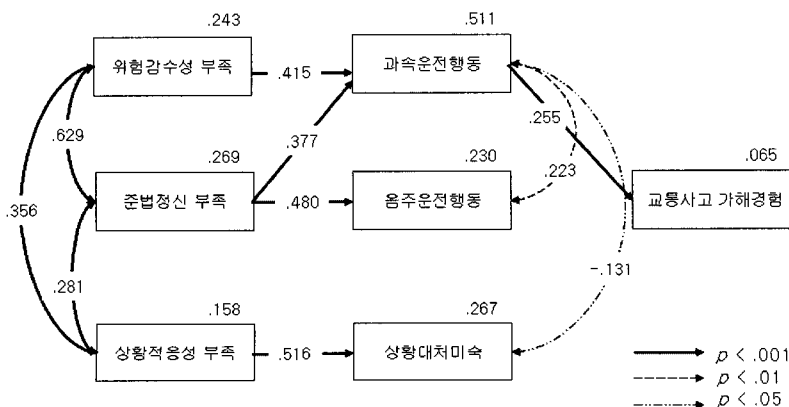 .243
.511
위험감수성 부족
.415
과속운전행동
.629
.377
.255
.269
.230
.223
.065
.356
준법정신 부족
.480
음주운전행동
교통사고 가해경험
.281
-.131
.158
.267
상황적응성 부족
.516
상황대처미숙
p < .001
p < .01
p < .05